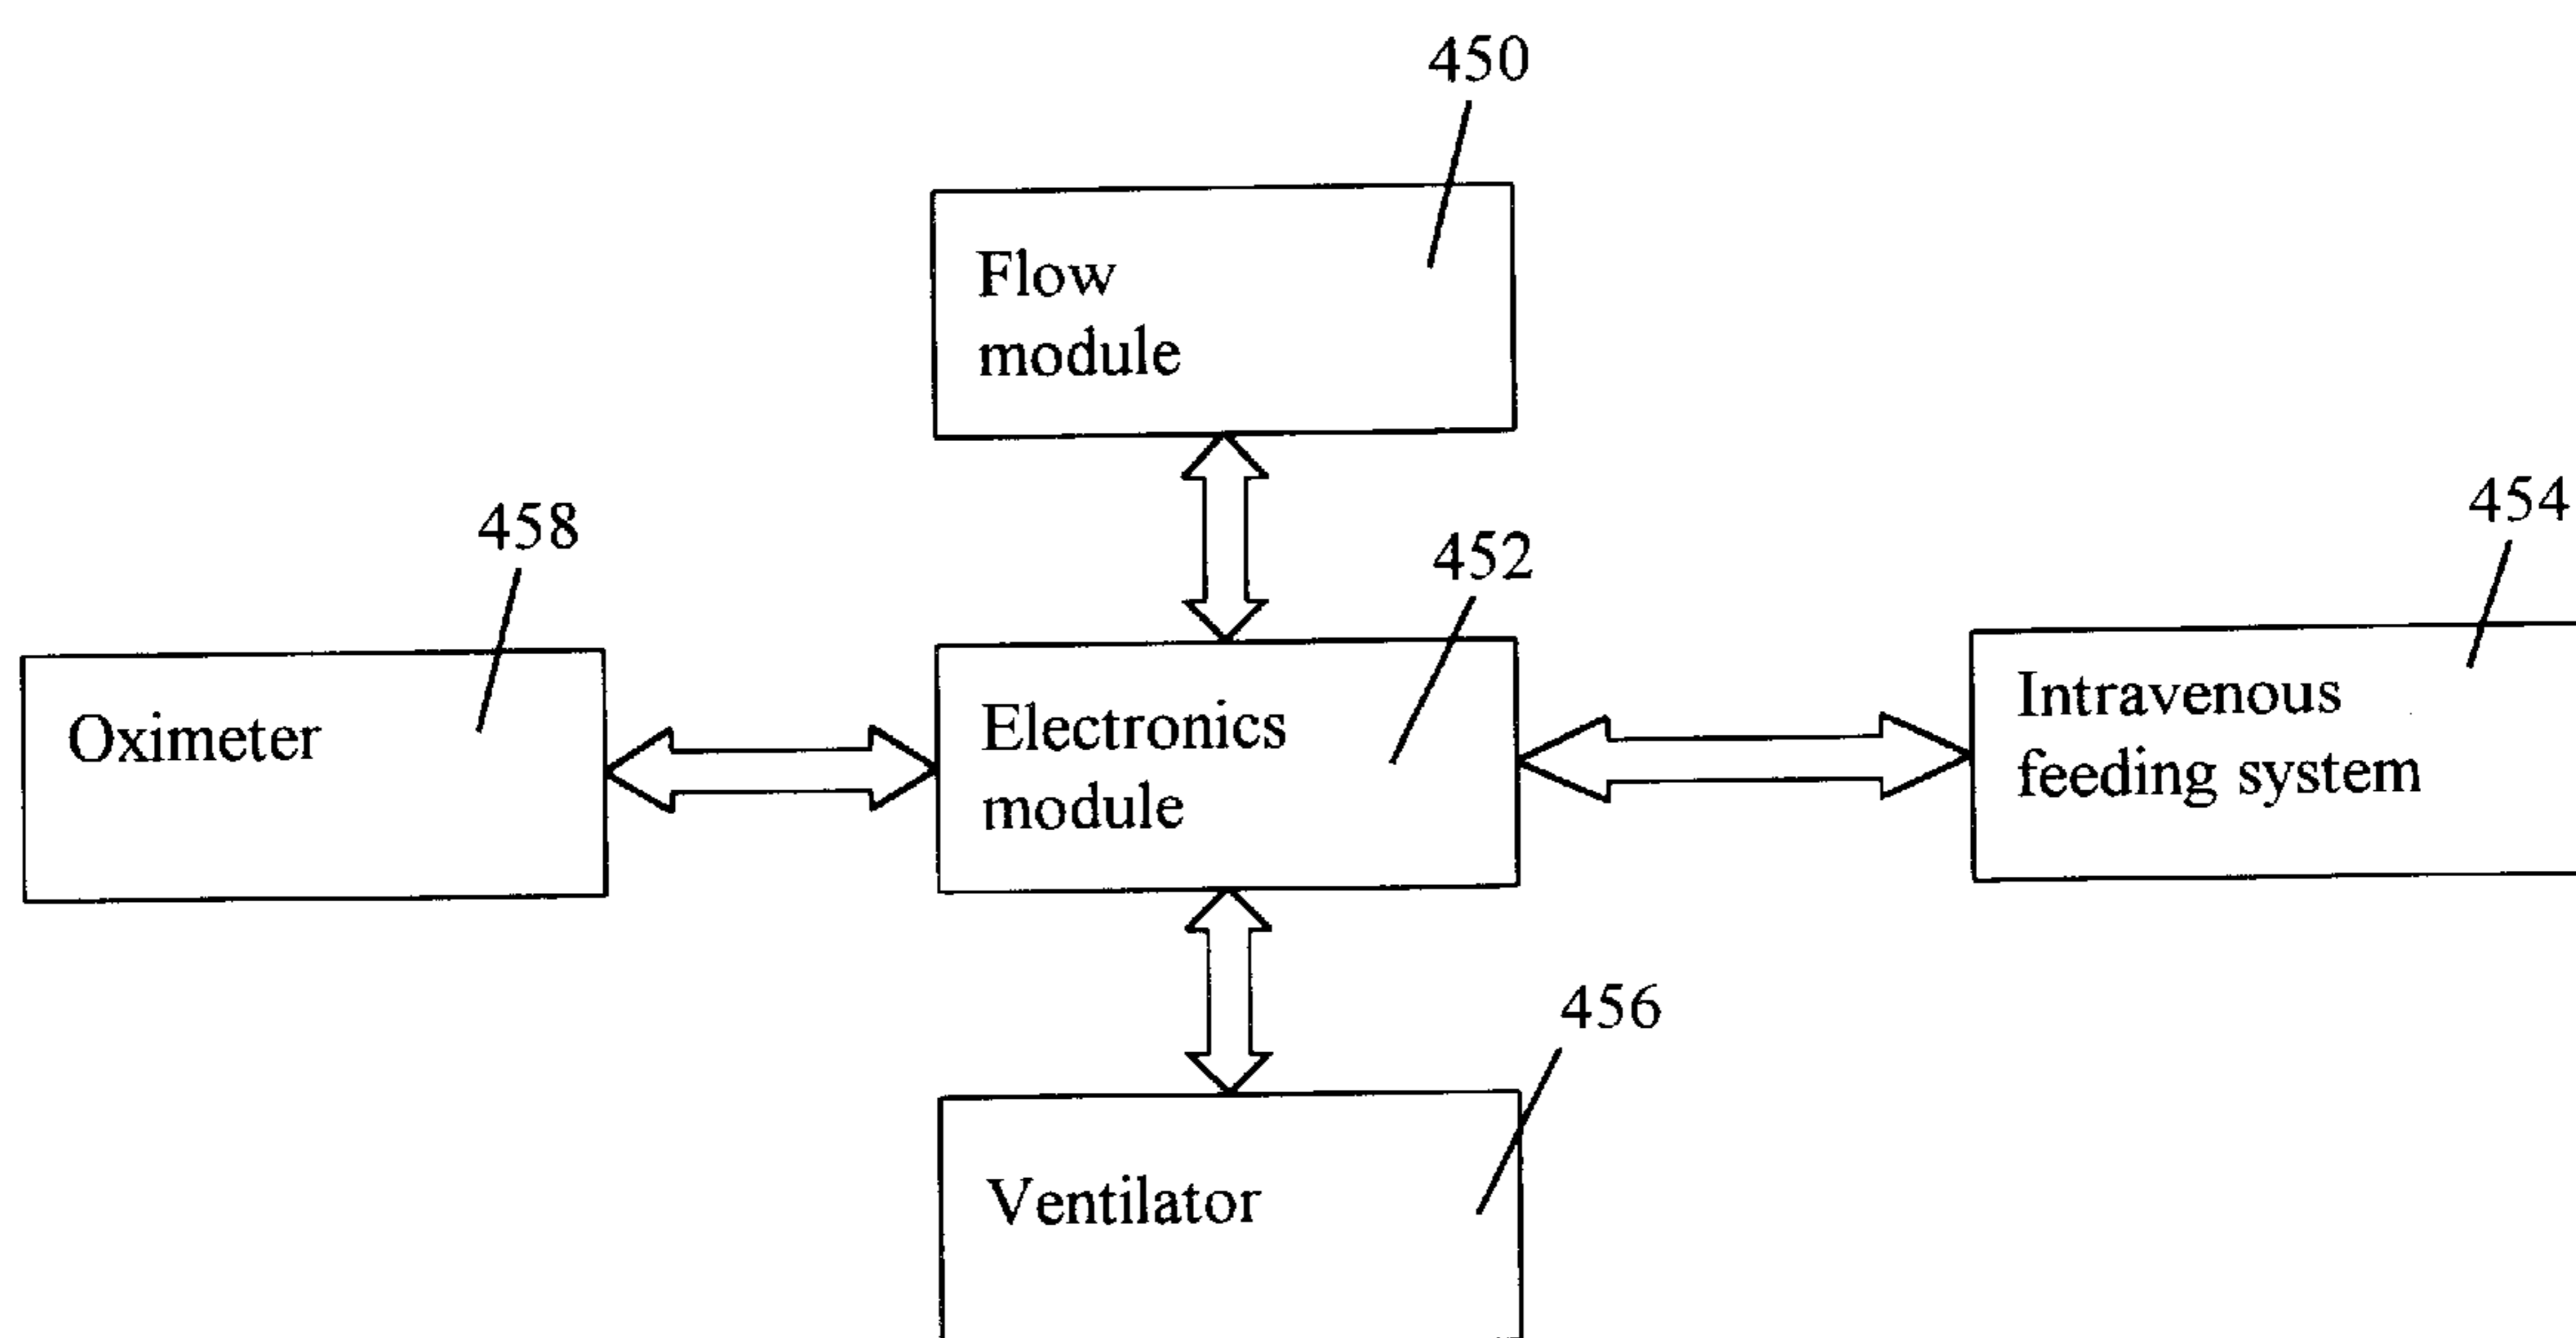 450
Flow
module
458
452
454
Oximeter
Electronics
module
Intravenous
feeding system
456
Ventilator